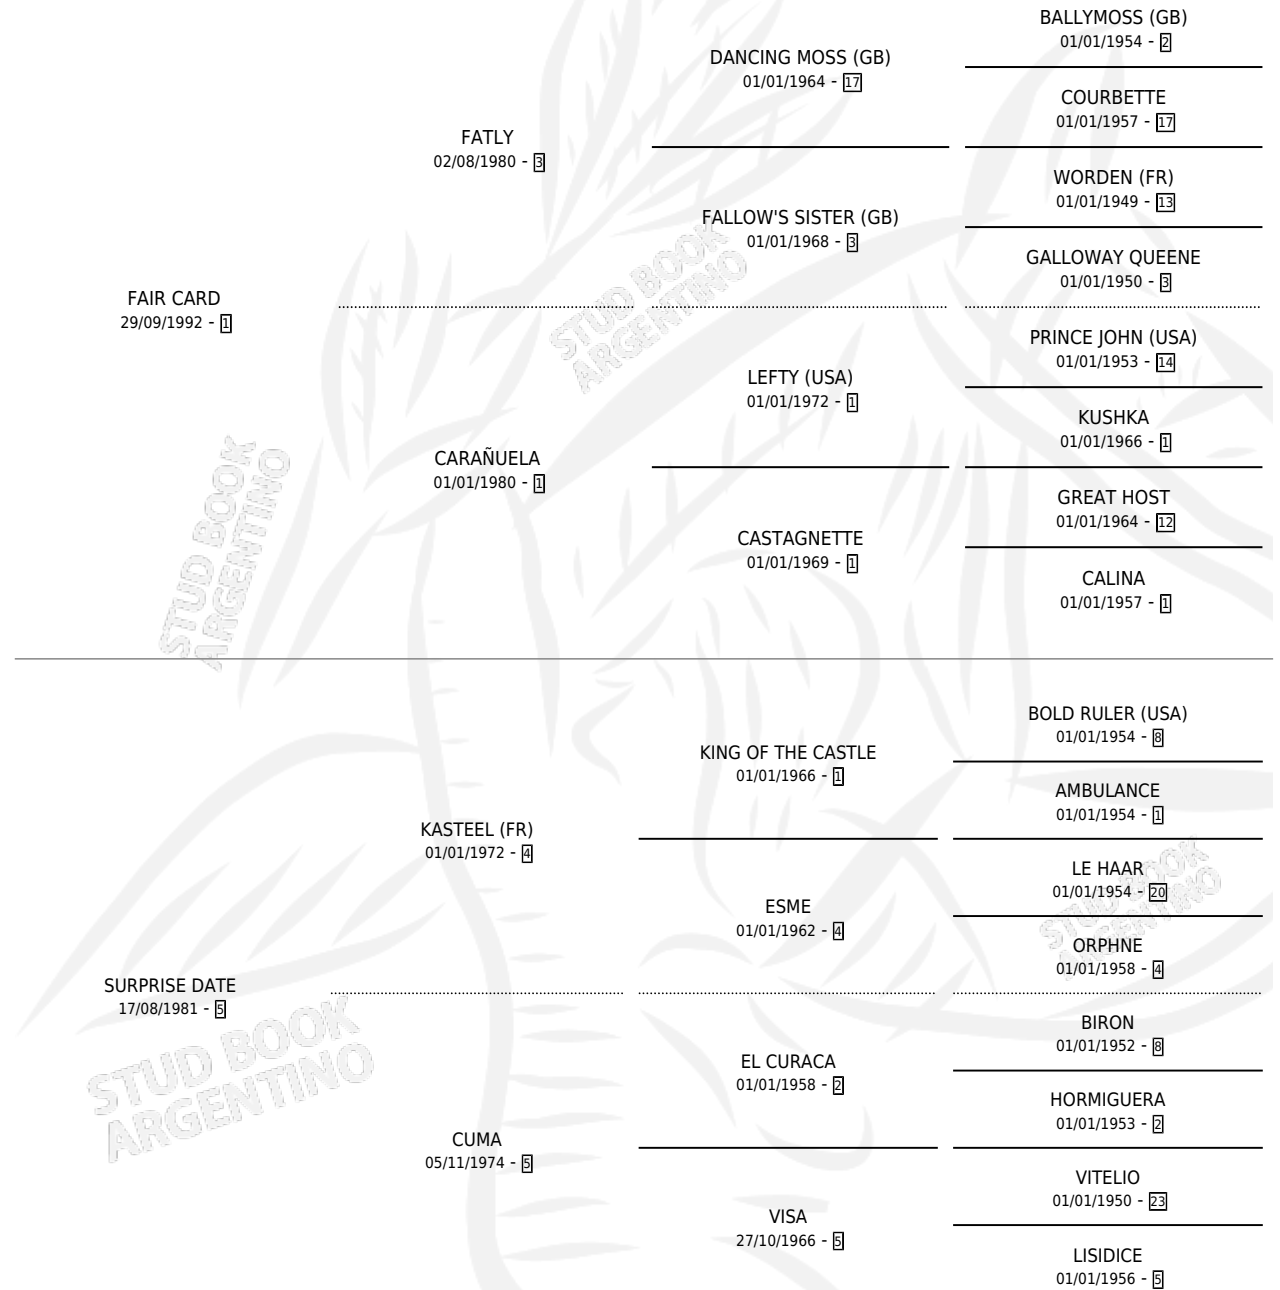 BALLYMOSS (GB)
01/01/1954 - 2
DANCING MOSS (GB)
01/01/1964 - 17
COURBETTE
01/01/1957 - 17
FATLY
02/08/1980 - 3
WORDEN (FR)
01/01/1949 - 13
FALLOW'S SISTER (GB)
01/01/1968 - 3
GALLOWAY QUEENE
01/01/1950 - 3
FAIR CARD
29/09/1992 - 1
PRINCE JOHN (USA)
01/01/1953 - 14
LEFTY (USA)
01/01/1972 - 1
KUSHKA
01/01/1966 - 1
CARAÑUELA
01/01/1980 - 1
GREAT HOST
01/01/1964 - 12
CASTAGNETTE
01/01/1969 - 1
CALINA
01/01/1957 - 1
BOLD RULER (USA)
01/01/1954 - 8
KING OF THE CASTLE
01/01/1966 - 1
AMBULANCE
01/01/1954 - 1
KASTEEL (FR)
01/01/1972 - 4
LE HAAR
01/01/1954 - 20
ESME
01/01/1962 - 4
ORPHNE
01/01/1958 - 4
SURPRISE DATE
17/08/1981 - 5
BIRON
01/01/1952 - 8
EL CURACA
01/01/1958 - 2
HORMIGUERA
01/01/1953 - 2
CUMA
05/11/1974 - 5
VITELIO
01/01/1950 - 23
VISA
27/10/1966 - 5
LISIDICE
01/01/1956 - 5
STUD BOOK
ARGENTINO
STUD BOOK
ARGENTINO
STUD BOOK
ARGENTINO
STUD BOOK
ARGENTINO